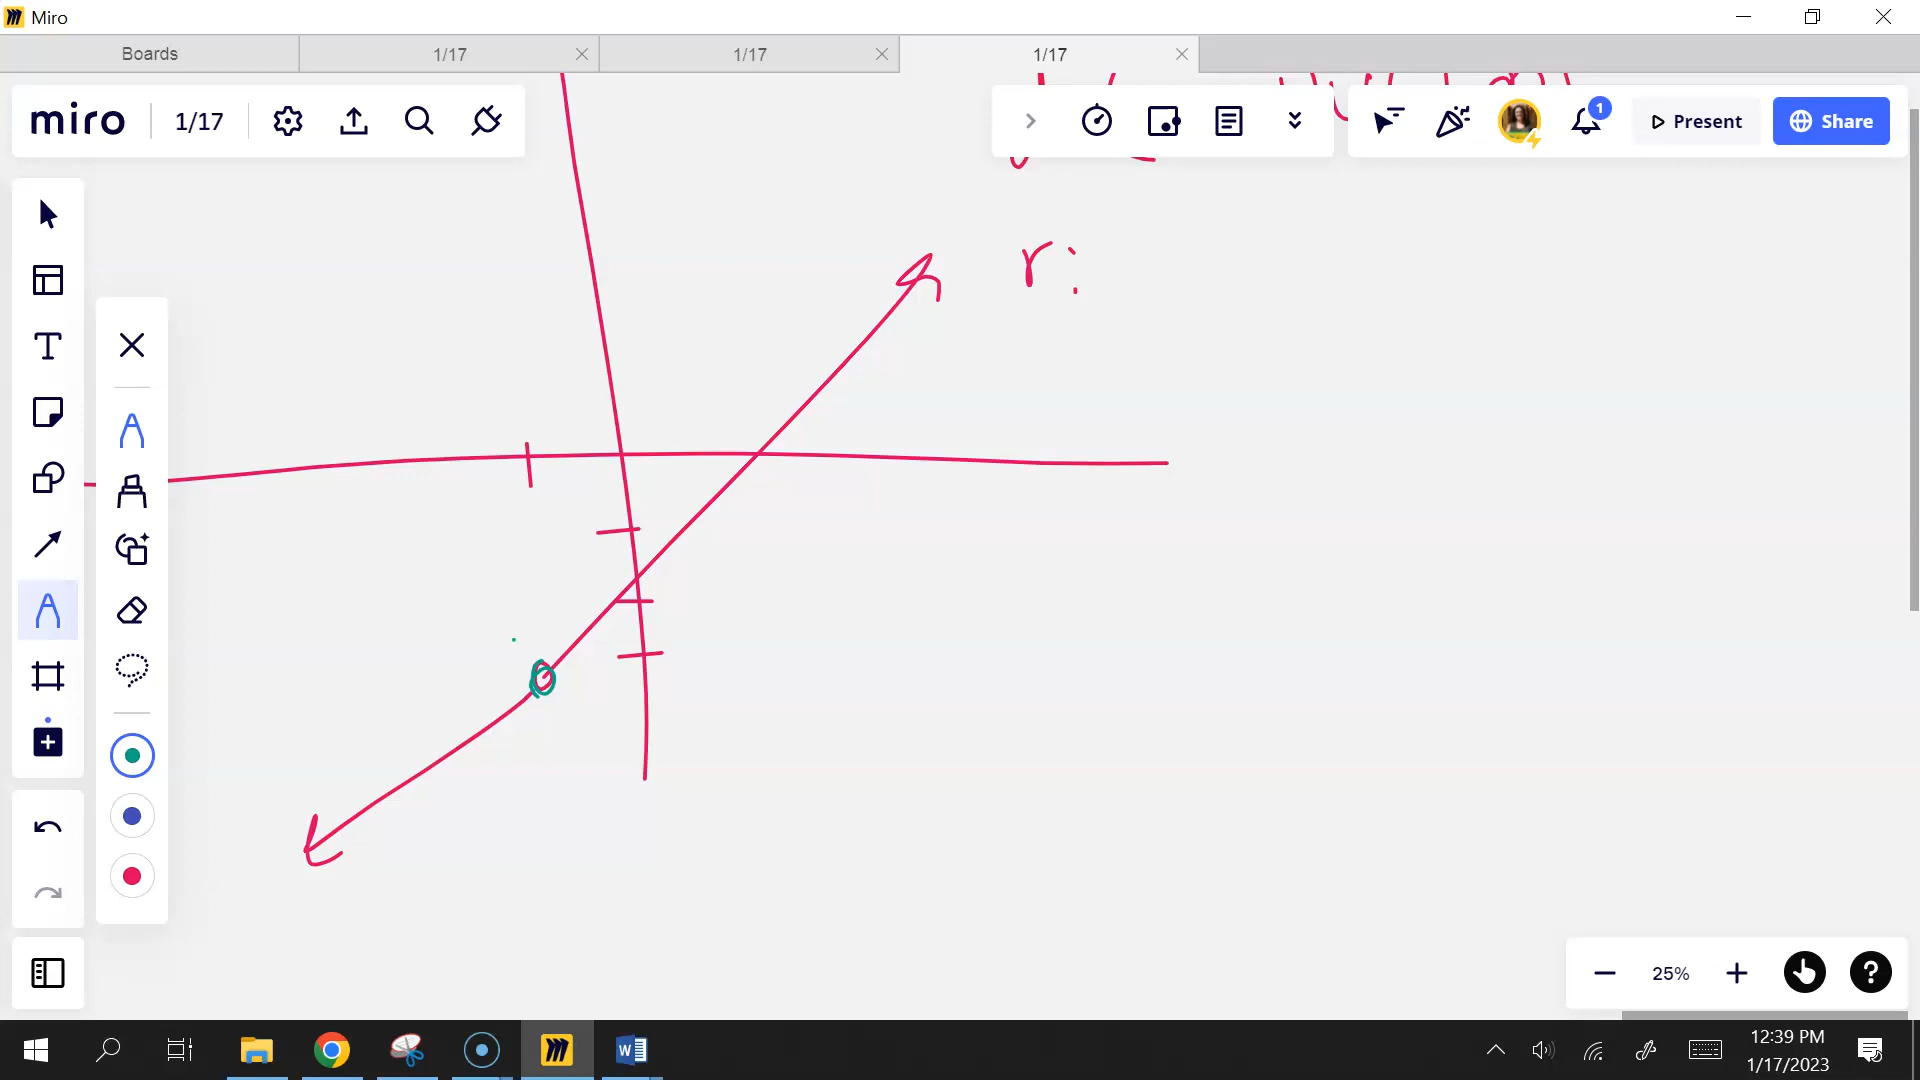 Miro
Boards 1/17 1/17 1/17
miro 1/17 Present Share
1
r:
25%
12:39 PM
1/17/2023